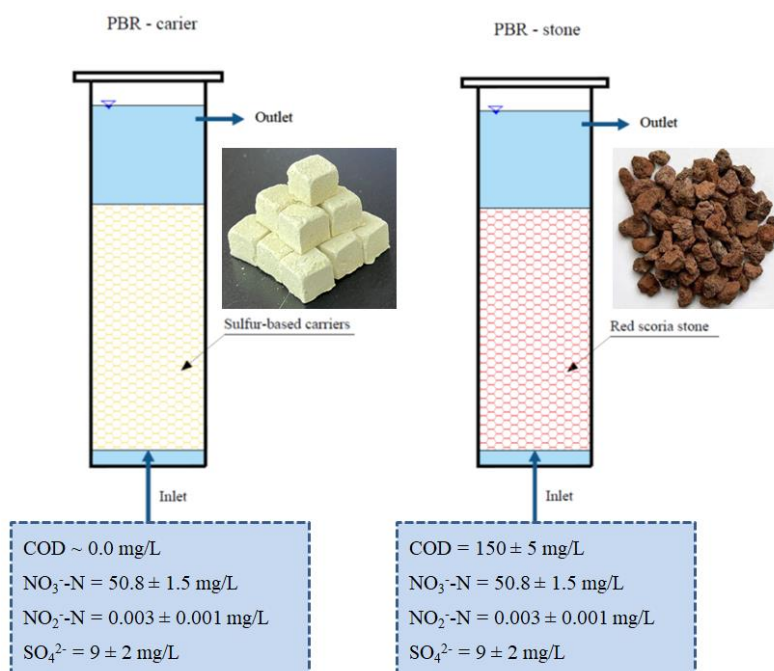 PBR - carier
Outlet
Sulfur-based carriers
Inlet
COD ~ 0.0 mg/L
NO₃⁻-N = 50.8 ± 1.5 mg/L
NO₂⁻-N = 0.003 ± 0.001 mg/L
SO₄²⁻ = 9 ± 2 mg/L
PBR - stone
Outlet
Red scoria stone
Inlet
COD = 150 ± 5 mg/L
NO₃⁻-N = 50.8 ± 1.5 mg/L
NO₂⁻-N = 0.003 ± 0.001 mg/L
SO₄²⁻ = 9 ± 2 mg/L